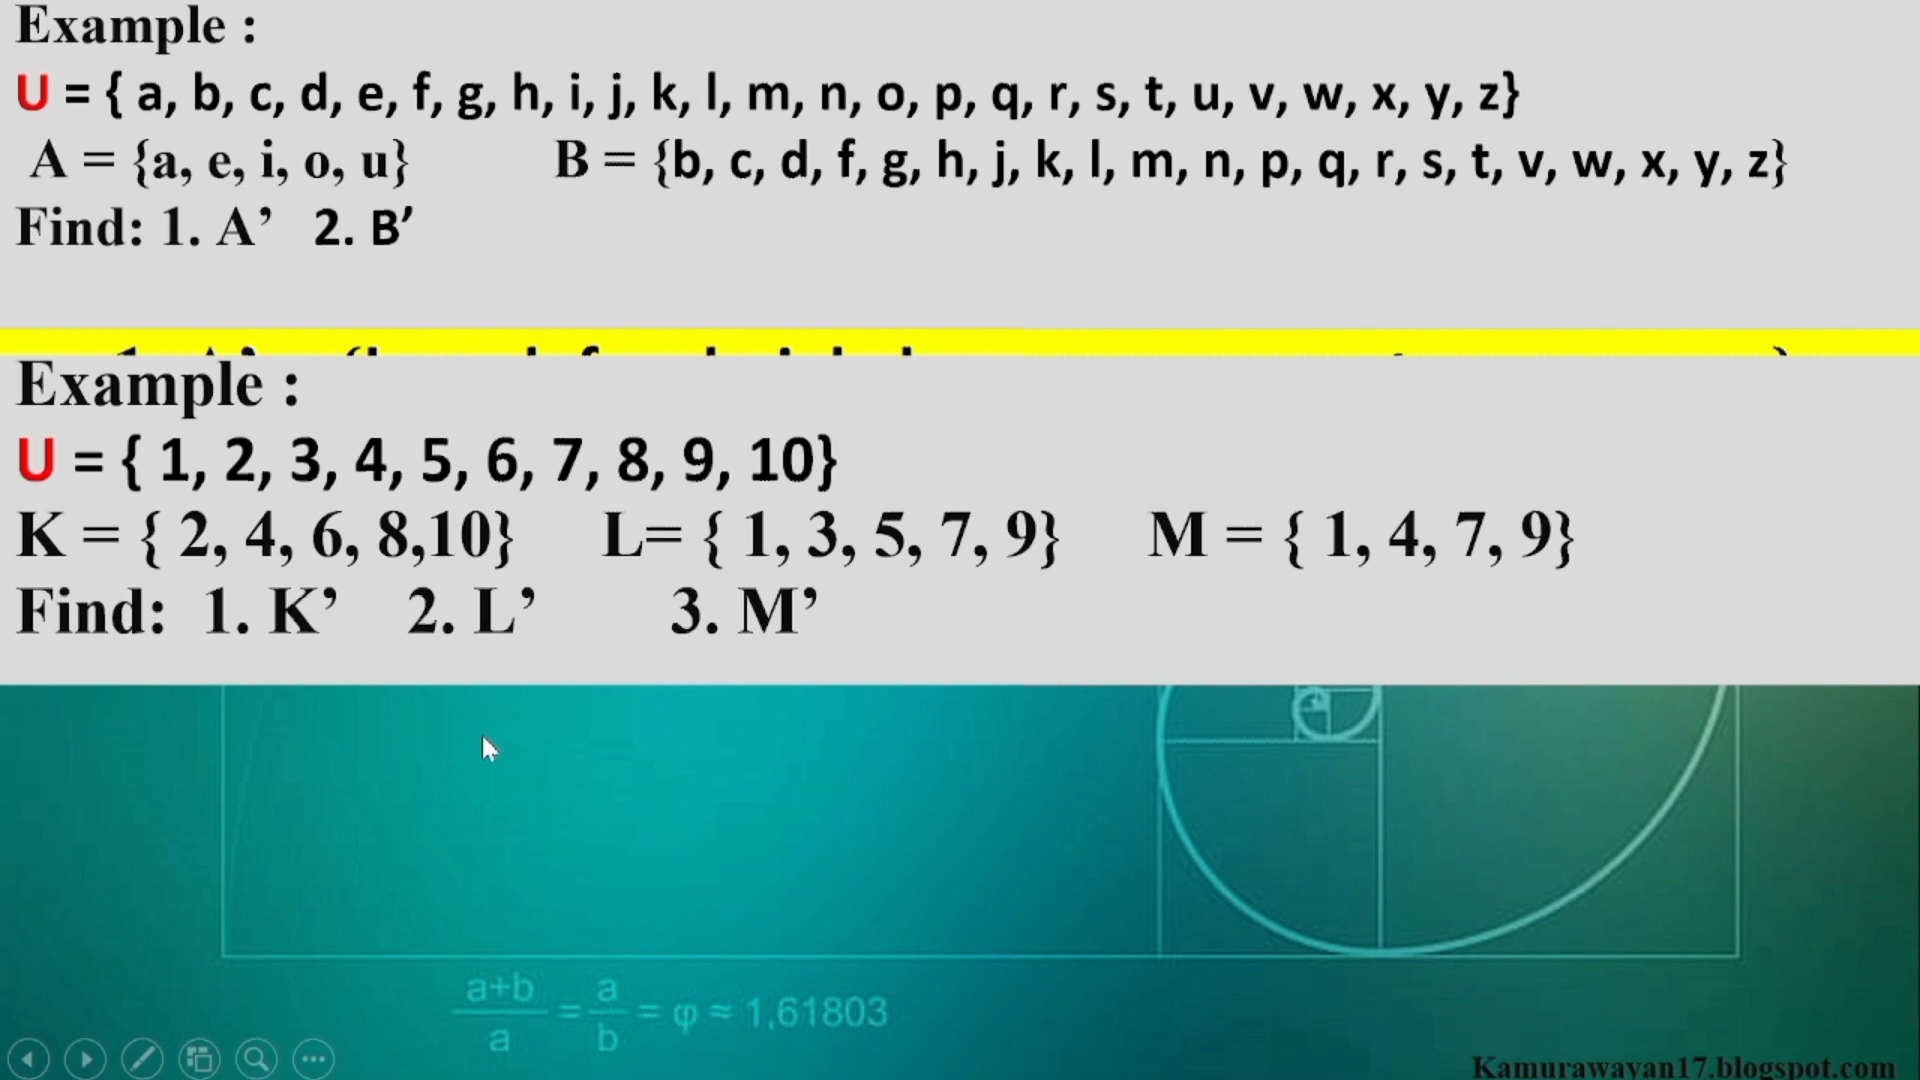 Example :
U = { a, b, c, d, e, f, g, h, i, j, k, l, m, n, o, p, q, r, s, t, u, v, w, x, y, z}
A = {a, e, i, o, u} B = {b, c, d, f, g, h, j, k, l, m, n, p, q, r, s, t, v, w, x, y, z}
Find: 1. A’ 2. B’
Example :
U = { 1, 2, 3, 4, 5, 6, 7, 8, 9, 10}
K = { 2, 4, 6, 8,10} L= { 1, 3, 5, 7, 9} M = { 1, 4, 7, 9}
Find: 1. K’ 2. L’ 3. M’
a+b
a
= a
b
= φ ≈ 1,61803
Kamurawayan17.blogspot.com